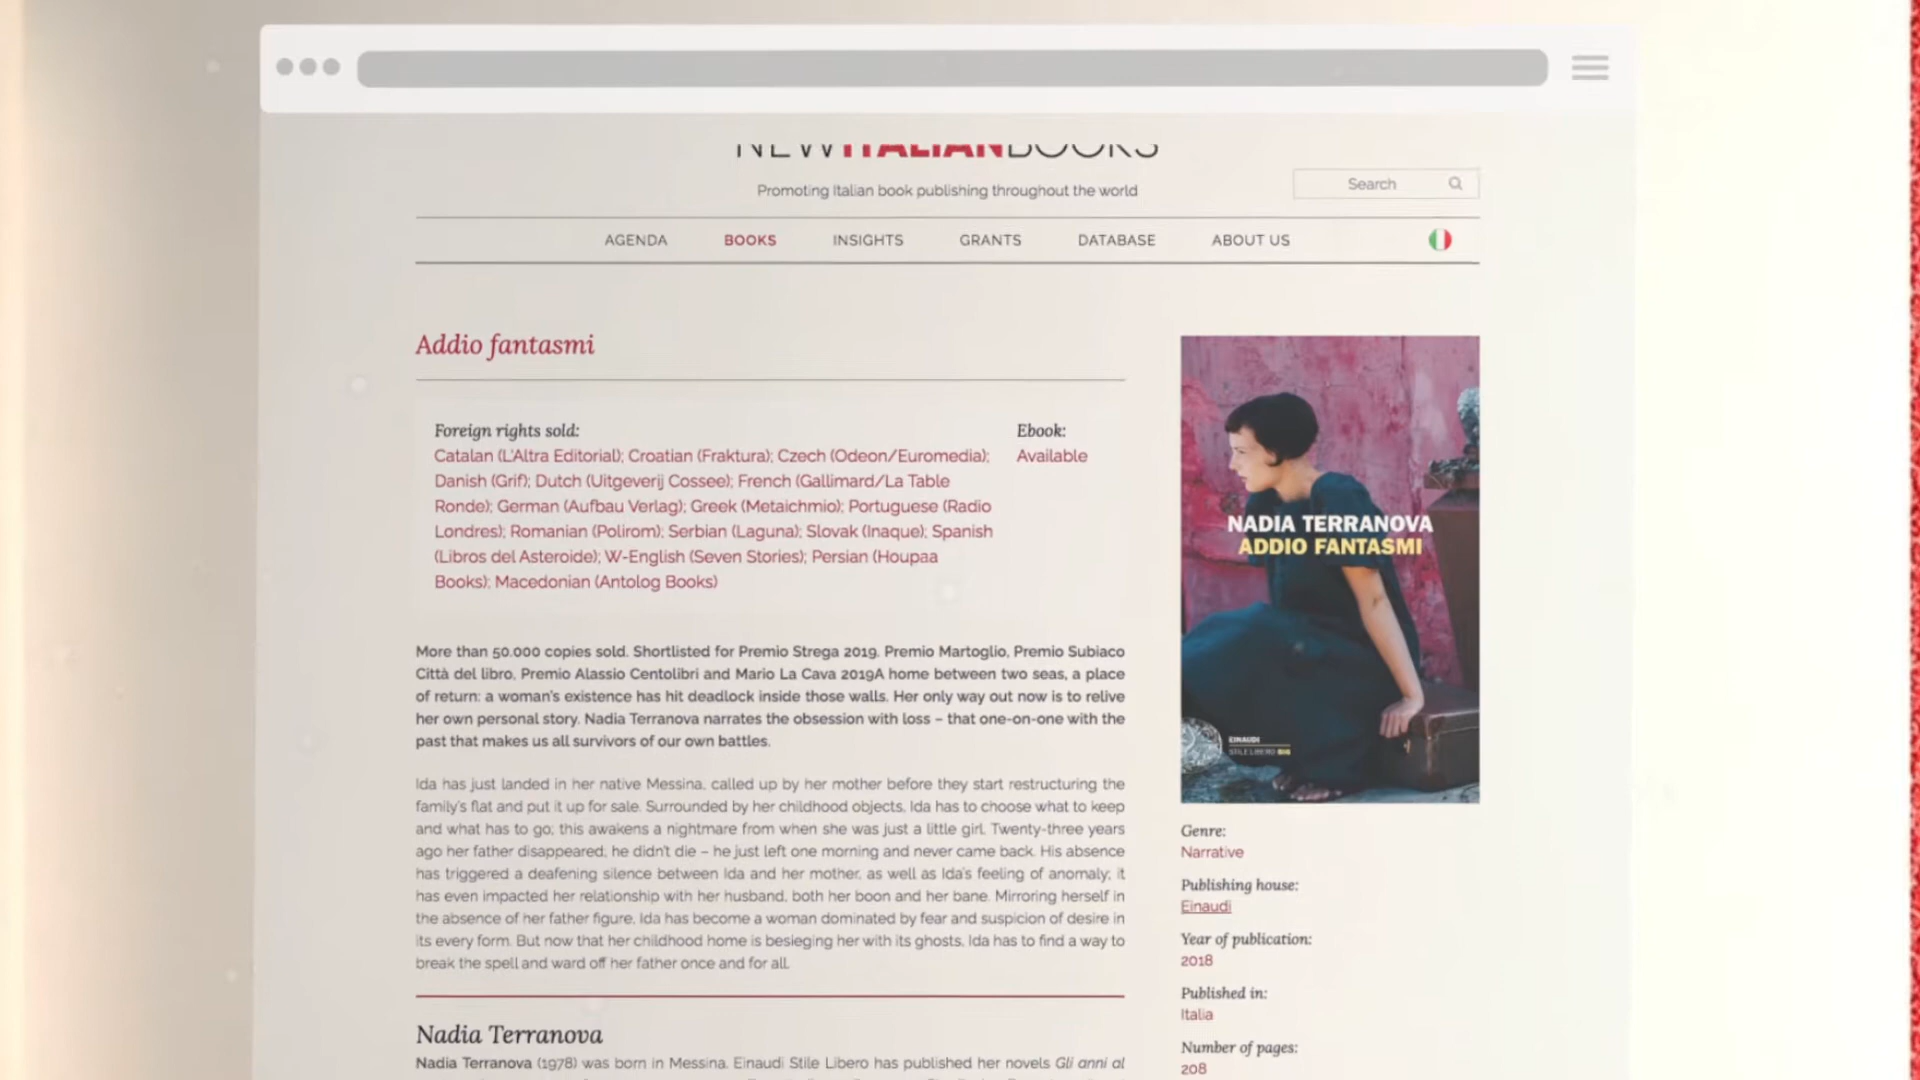 NEWITALIANBOOKS
Promoting Italian book publishing throughout the world
Search
AGENDA BOOKS INSIGHTS GRANTS DATABASE ABOUT US
Addio fantasmi
Foreign rights sold:
Catalan (L'Altra Editorial); Croatian (Fraktura); Czech (Odeon/Euromedia);
Danish (Grif); Dutch (Uitgeverij Cossee); French (Gallimard/La Table
Ronde); German (Aufbau Verlag); Greek (Metaichmio); Portuguese (Radio
Londres); Romanian (Polirom); Serbian (Laguna); Slovak (Inaque); Spanish
(Libros del Asteroide); W-English (Seven Stories); Persian (Houpaa
Books); Macedonian (Antolog Books)
Ebook:
Available
More than 50.000 copies sold. Shortlisted for Premio Strega 2019. Premio Martoglio, Premio Subiaco
Città del libro, Premio Alassio Centolibri and Mario La Cava 2019A home between two seas, a place
of return: a woman's existence has hit deadlock inside those walls. Her only way out now is to relive
her own personal story. Nadia Terranova narrates the obsession with loss – that one-on-one with the
past that makes us all survivors of our own battles.
Ida has just landed in her native Messina, called up by her mother before they start restructuring the
family's flat and put it up for sale. Surrounded by her childhood objects, Ida has to choose what to keep
and what has to go; this awakens a nightmare from when she was just a little girl. Twenty-three years
ago her father disappeared; he didn't die – he just left one morning and never came back. His absence
has triggered a deafening silence between Ida and her mother, as well as Ida's feeling of anomaly; it
has even impacted her relationship with her husband, both her boon and her bane. Mirroring herself in
the absence of her father figure, Ida has become a woman dominated by fear and suspicion of desire in
its every form. But now that her childhood home is besieging her with its ghosts, Ida has to find a way to
break the spell and ward off her father once and for all.
Nadia Terranova
Nadia Terranova (1978) was born in Messina. Einaudi Stile Libero has published her novels Gli anni al
NADIA TERRANOVA
ADDIO FANTASMI
EINAUDI
STILE LIBERO BIG
Genre:
Narrative
Publishing house:
Einaudi
Year of publication:
2018
Published in:
Italia
Number of pages:
208